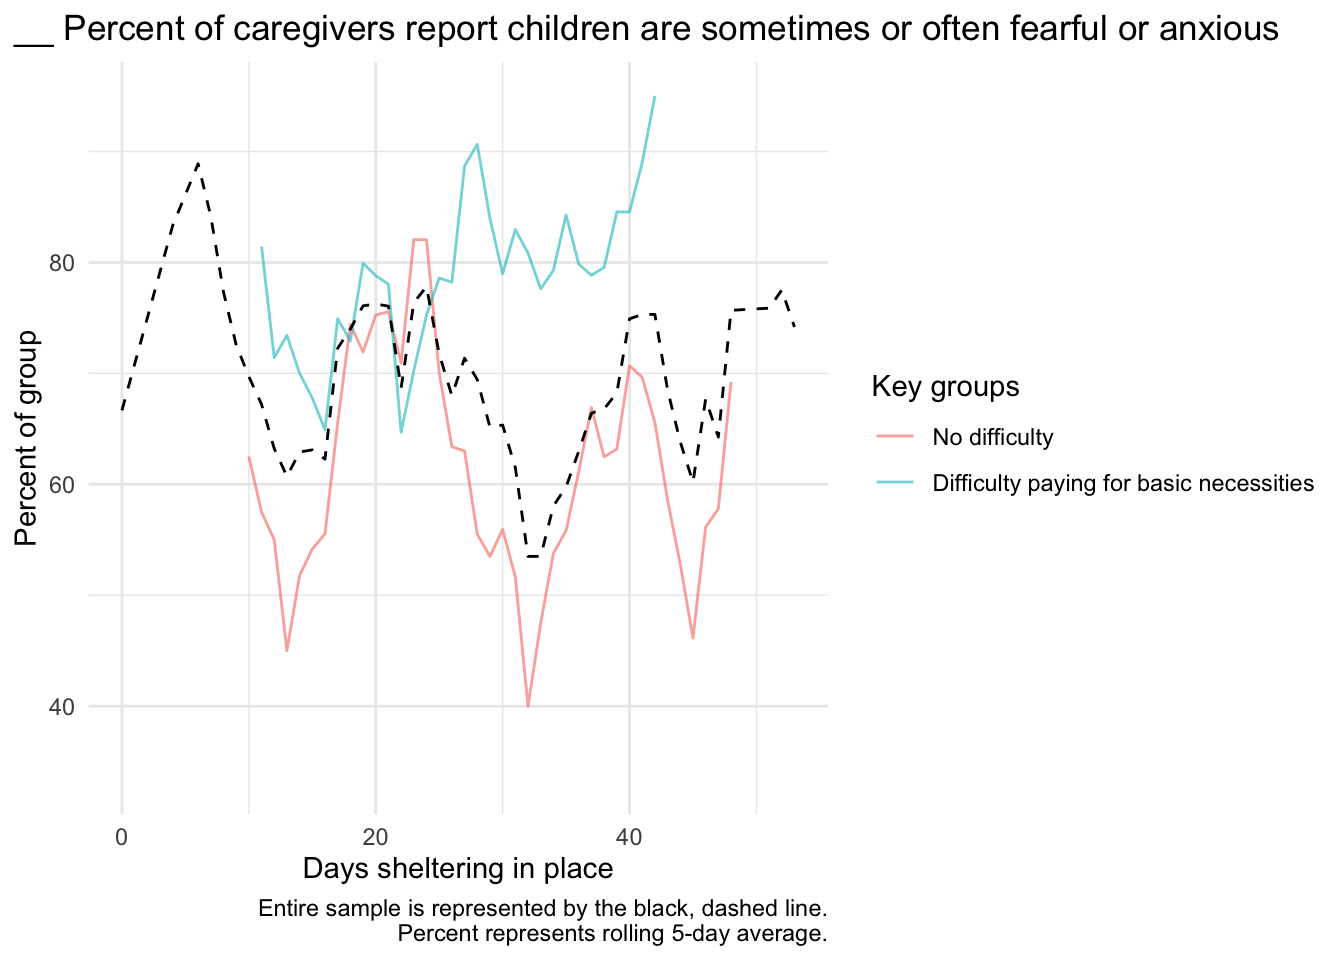 __ Percent of caregivers report children are sometimes or often fearful or anxious
80
60
40
Percent of group
0 20 40
Days sheltering in place
Key groups
No difficulty
Difficulty paying for basic necessities
Entire sample is represented by the black, dashed line.
Percent represents rolling 5-day average.